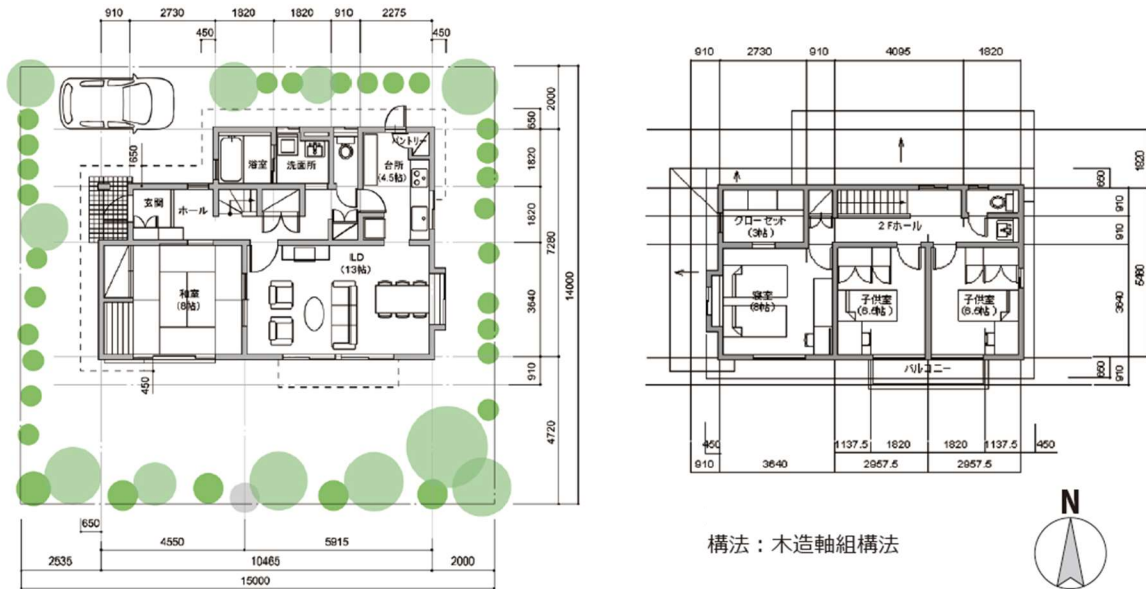 910 2730 1820 1820 910 2275
450 450
2000
650
1820
1820
7280
3640
14000
910
4720
650
浴室
洗面所
パントリー
台所
(4.5帖)
玄関
ホール
LD
(13帖)
和室
(8帖)
450
650
4550 5915
2535 10465 2000
15000
910 2730 910 4095 1820
1820
650
910
910
5460
3640
650
910
クローゼット
(3帖)
2Fホール
寝室
(8帖)
子供室
(6.5帖)
子供室
(6.5帖)
バルコニー
450 1137.5 1820 1820 1137.5 450
910 3640 2957.5 2957.5
構法：木造軸組構法
N